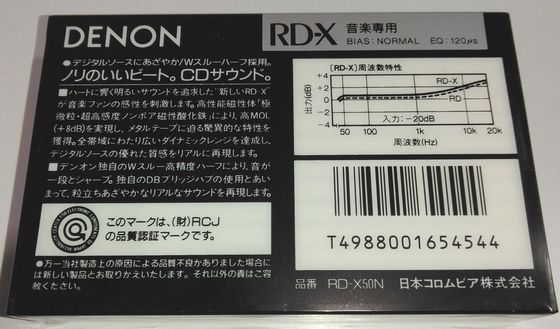 DENON
RD-X 音楽専用
BIAS: NORMAL EQ: 120μs
●デジタルソースにあざやか/Wスルーハーフ採用。
ノリのいいビート。CDサウンド。
■ハートに響く明るいサウンドを追求した“新しいRD-X”
が音楽ファンの感性を刺激します。高性能磁性体「極
微粒・超高感度ノンポア磁性酸化鉄」により、高MOL
(+8dB)を実現し、メタルテープに迫る驚異的な特性を
獲得。全帯域にわたり広いダイナミックレンジを達成し、
デジタルソースの優れた質感をリアルに再現します。
■デンオン独自のWスルー高精度ハーフにより、音が
一段とシャープ。独自のDBブリッジハブの使用とあいま
って、粒立ちあざやかなリアルなサウンドを再現します。
このマークは、(財)RCJ
の品質認証マークです。
●万一当社製造上の原因による品質不良がありました場合に
は新しい製品とお取りかえいたします。それ以外の責はご容
赦ください。
[RD-X]周波数特性
出力(dB)
+4
+2
0
-2
-4
RD-X
RD
入力-20dB
50 100 1k 10k 20k
周波数(Hz)
T4988001654544
品番 RD-X50N 日本コロムビア株式会社